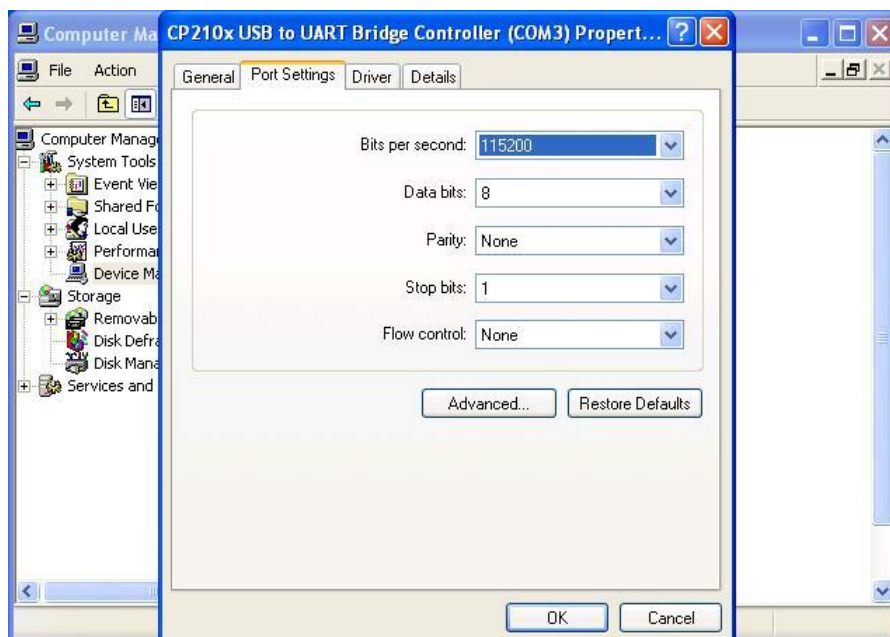 Computer Ma
CP210x USB to UART Bridge Controller (COM3) Propert...
File Action
General Port Settings Driver Details
Computer Manag
System Tools
Event Vie
Shared Fo
Local Use
Performa
Device Ma
Storage
Removab
Disk Defra
Disk Mana
Services and
Bits per second: 115200
Data bits: 8
Parity: None
Stop bits: 1
Flow control: None
Advanced... Restore Defaults
OK Cancel